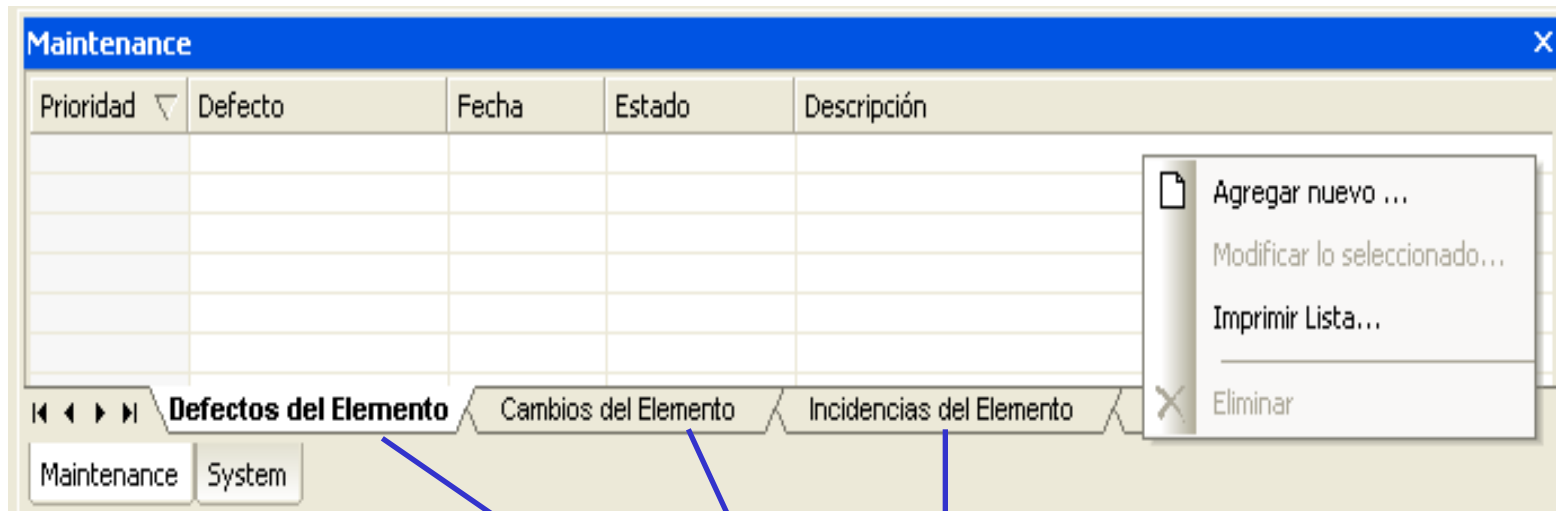 Maintenance X
Prioridad Defecto Fecha Estado Descripción
Agregar nuevo ...
Modificar lo seleccionado...
Imprimir Lista...
Eliminar
Defectos del Elemento Cambios del Elemento Incidencias del Elemento
Maintenance System